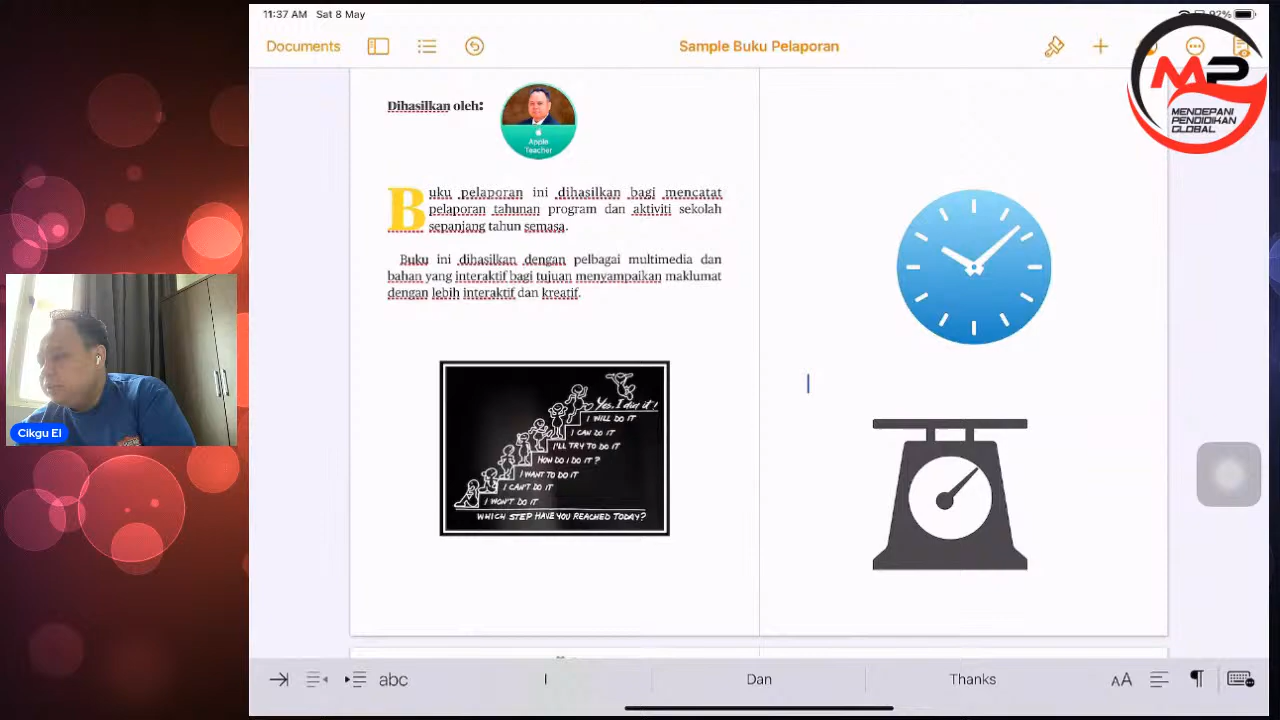 11:37 AM Sat 8 May
92%
Documents
Sample Buku Pelaporan
MP
MENDEPANI
PENDIDIKAN
GLOBAL
Dihasilkan oleh:
Apple
Teacher
Buku pelaporan ini dihasilkan bagi mencatat
pelaporan tahunan program dan aktiviti sekolah
sepanjang tahun semasa.
Buku ini dihasilkan dengan pelbagai multimedia dan
bahan yang interaktif bagi tujuan menyampaikan maklumat
dengan lebih interaktif dan kreatif.
Yes, I did it!
I WILL DO IT
I CAN DO IT
I'LL TRY TO DO IT
HOW DO I DO IT?
I WANT TO DO IT
I CAN'T DO IT
I WON'T DO IT
WHICH STEP HAVE YOU REACHED TODAY?
Cikgu EI
abc
I
Dan
Thanks
AA